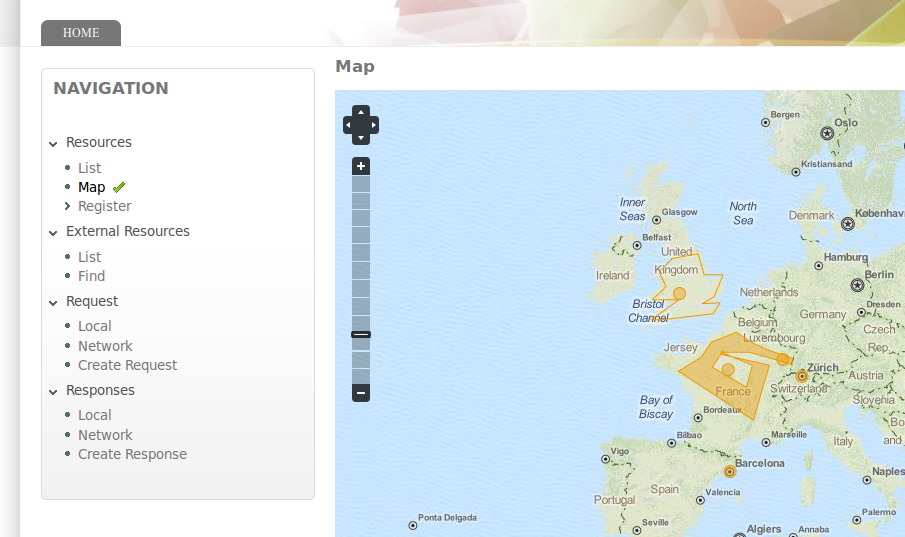 HOME
NAVIGATION
Resources
List
Map
Register
External Resources
List
Find
Request
Local
Network
Create Request
Responses
Local
Network
Create Response
Map
Bergen
Oslo
Kristiansand
Inner
Seas
Glasgow
North
Sea
Denmark
Københav
Belfast
United
Kingdom
Ireland
Hamburg
Berlin
Netherlands
Dresden
Bristol
Channel
Germany
Belgium
Czech
Rep.
Luxembourg
Jersey
Zürich
Austria
Switzerland
France
Slovenia
Bay of
Biscay
Bordeaux
Bo
and
Marseille
Bilbao
Italy
Vigo
Barcelona
Naples
Spain
Valencia
Portugal
Ponta Delgada
Seville
Algiers
Annaba
Palermo